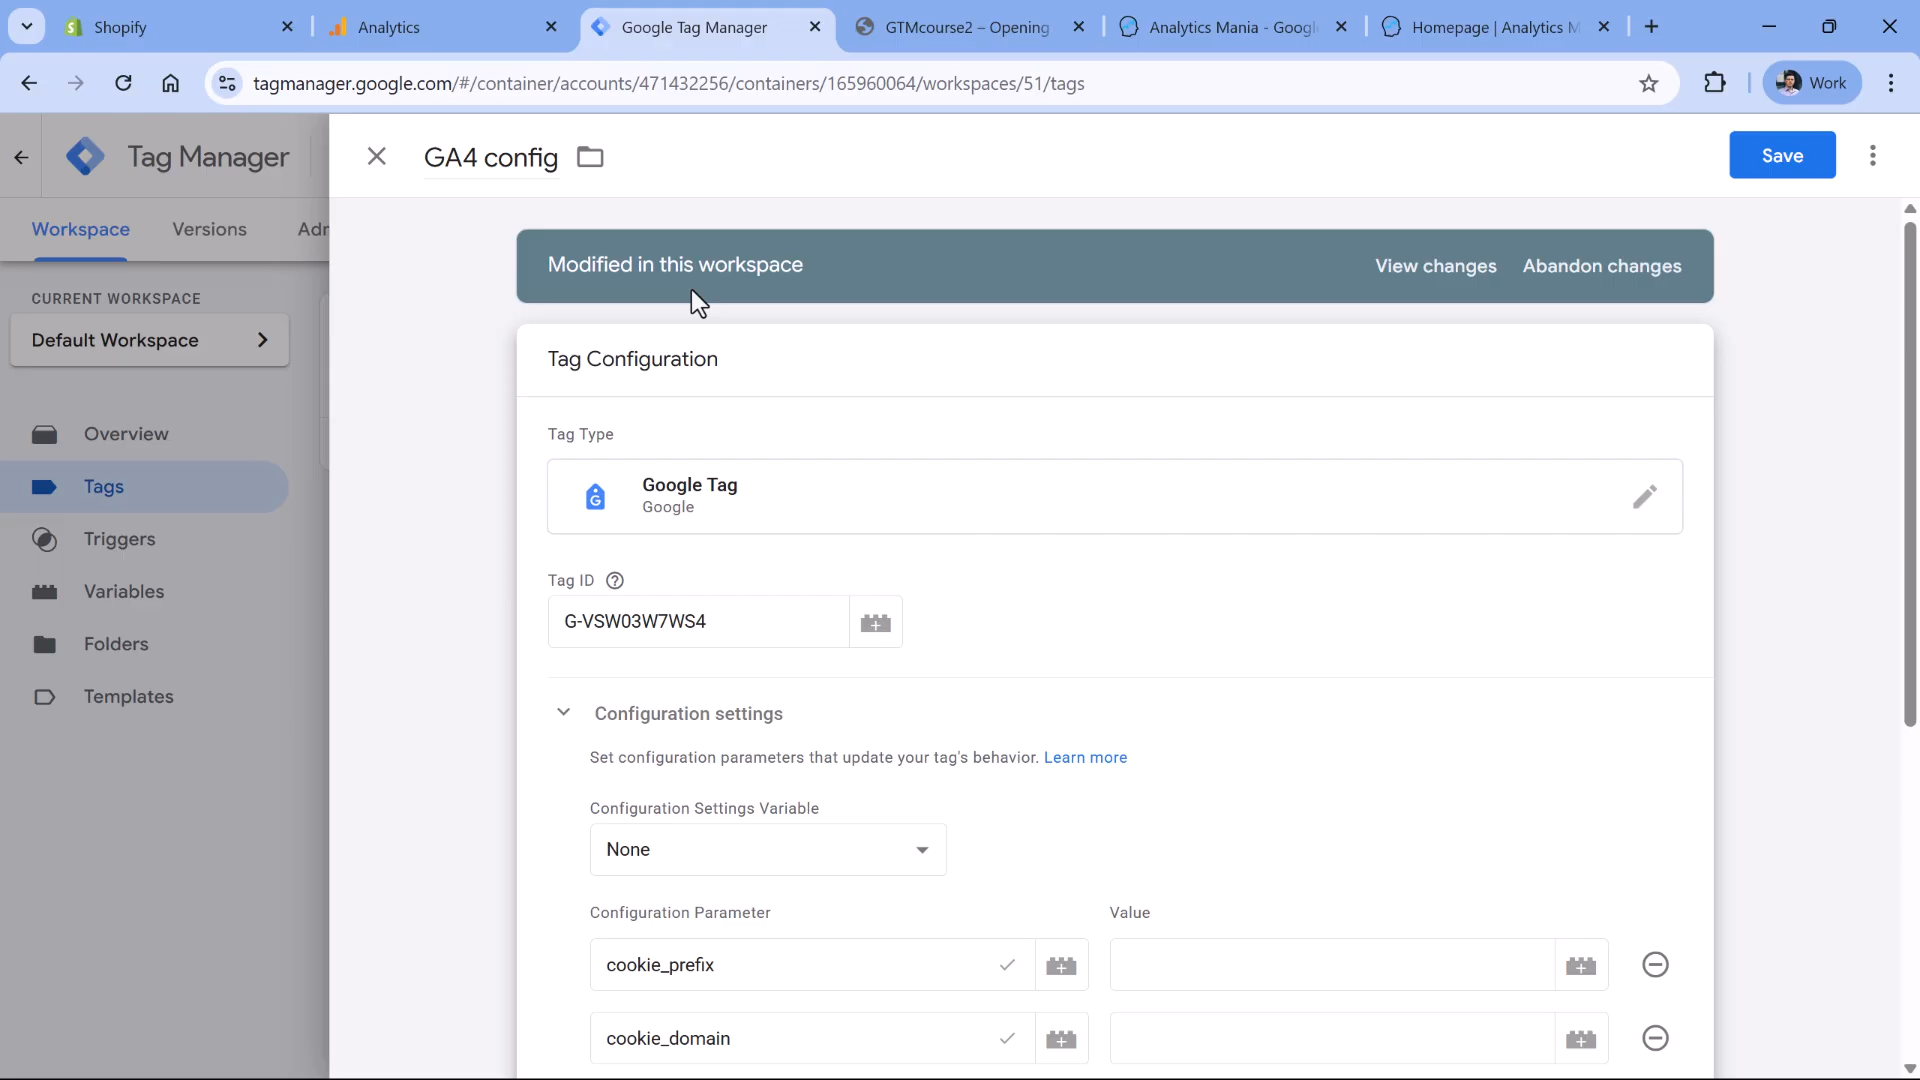 Shopify
Analytics
Google Tag Manager
GTMcourse2 – Opening
Analytics Mania - Googl
Homepage | Analytics M
tagmanager.google.com/#/container/accounts/471432256/containers/165960064/workspaces/51/tags
Work
Tag Manager
GA4 config
Save
Workspace
Versions
Adr
Modified in this workspace
View changes
Abandon changes
CURRENT WORKSPACE
Default Workspace
Overview
Tags
Triggers
Variables
Folders
Templates
Tag Configuration
Tag Type
Google Tag
Google
Tag ID
G-VSW03W7WS4
Configuration settings
Set configuration parameters that update your tag's behavior. Learn more
Configuration Settings Variable
None
Configuration Parameter
Value
cookie_prefix
cookie_domain